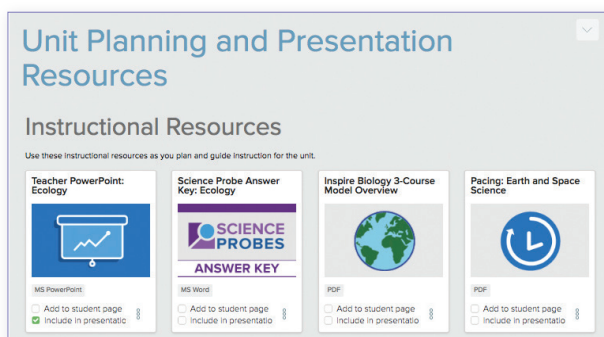 Unit Planning and Presentation
Resources
Instructional Resources
Use these instructional resources as you plan and guide instruction for the unit.
Teacher PowerPoint:
Ecology
MS PowerPoint
Add to student page
Include in presentatio
Science Probe Answer
Key: Ecology
SCIENCE
PROBES
ANSWER KEY
MS Word
Add to student page
Include in presentatio
Inspire Biology 3-Course
Model Overview
PDF
Add to student page
Include in presentatio
Pacing: Earth and Space
Science
PDF
Add to student page
Include in presentatio